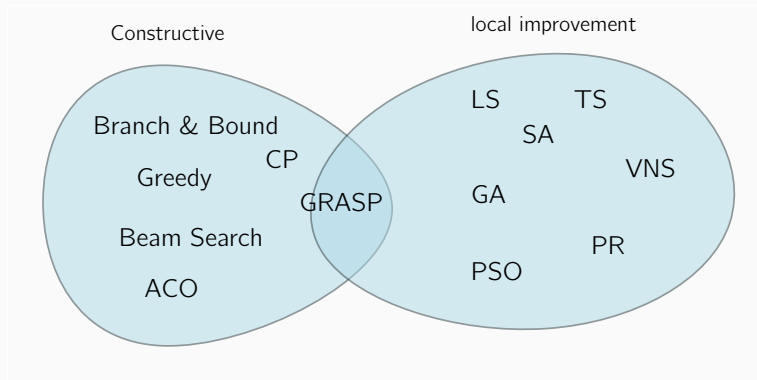 Constructive
local improvement
Branch & Bound
CP
Greedy
GRASP
Beam Search
ACO
LS
TS
SA
VNS
GA
PR
PSO